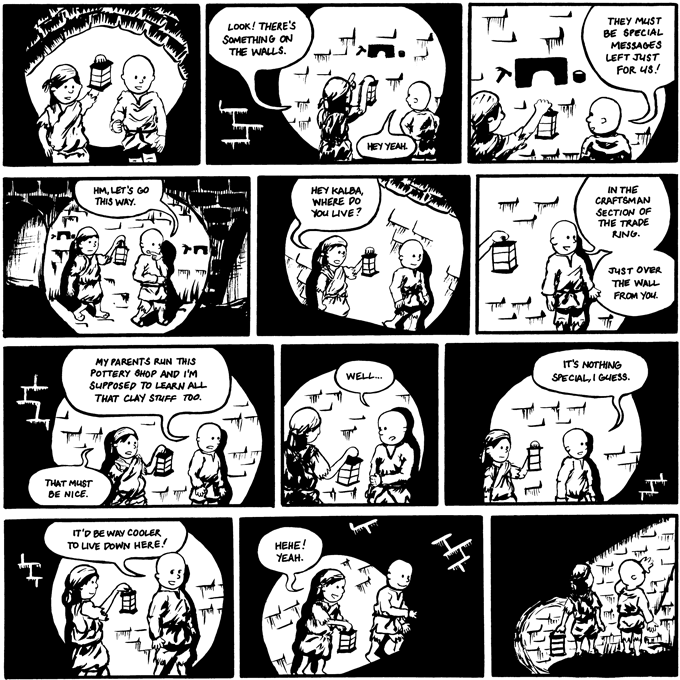 LOOK! THERE'S
SOMETHING ON
THE WALLS.
HEY YEAH.
THEY MUST
BE SPECIAL
MESSAGES
LEFT JUST
FOR US!
HM, LET'S GO
THIS WAY.
HEY KALBA,
WHERE DO
YOU LIVE?
IN THE
CRAFTSMAN
SECTION OF
THE TRADE
RING.
JUST OVER
THE WALL
FROM YOU.
MY PARENTS RUN THIS
POTTERY SHOP AND I'M
SUPPOSED TO LEARN ALL
THAT CLAY STUFF TOO.
THAT MUST
BE NICE.
WELL...
IT'S NOTHING
SPECIAL, I GUESS.
IT'D BE WAY COOLER
TO LIVE DOWN HERE!
HEHE!
YEAH.